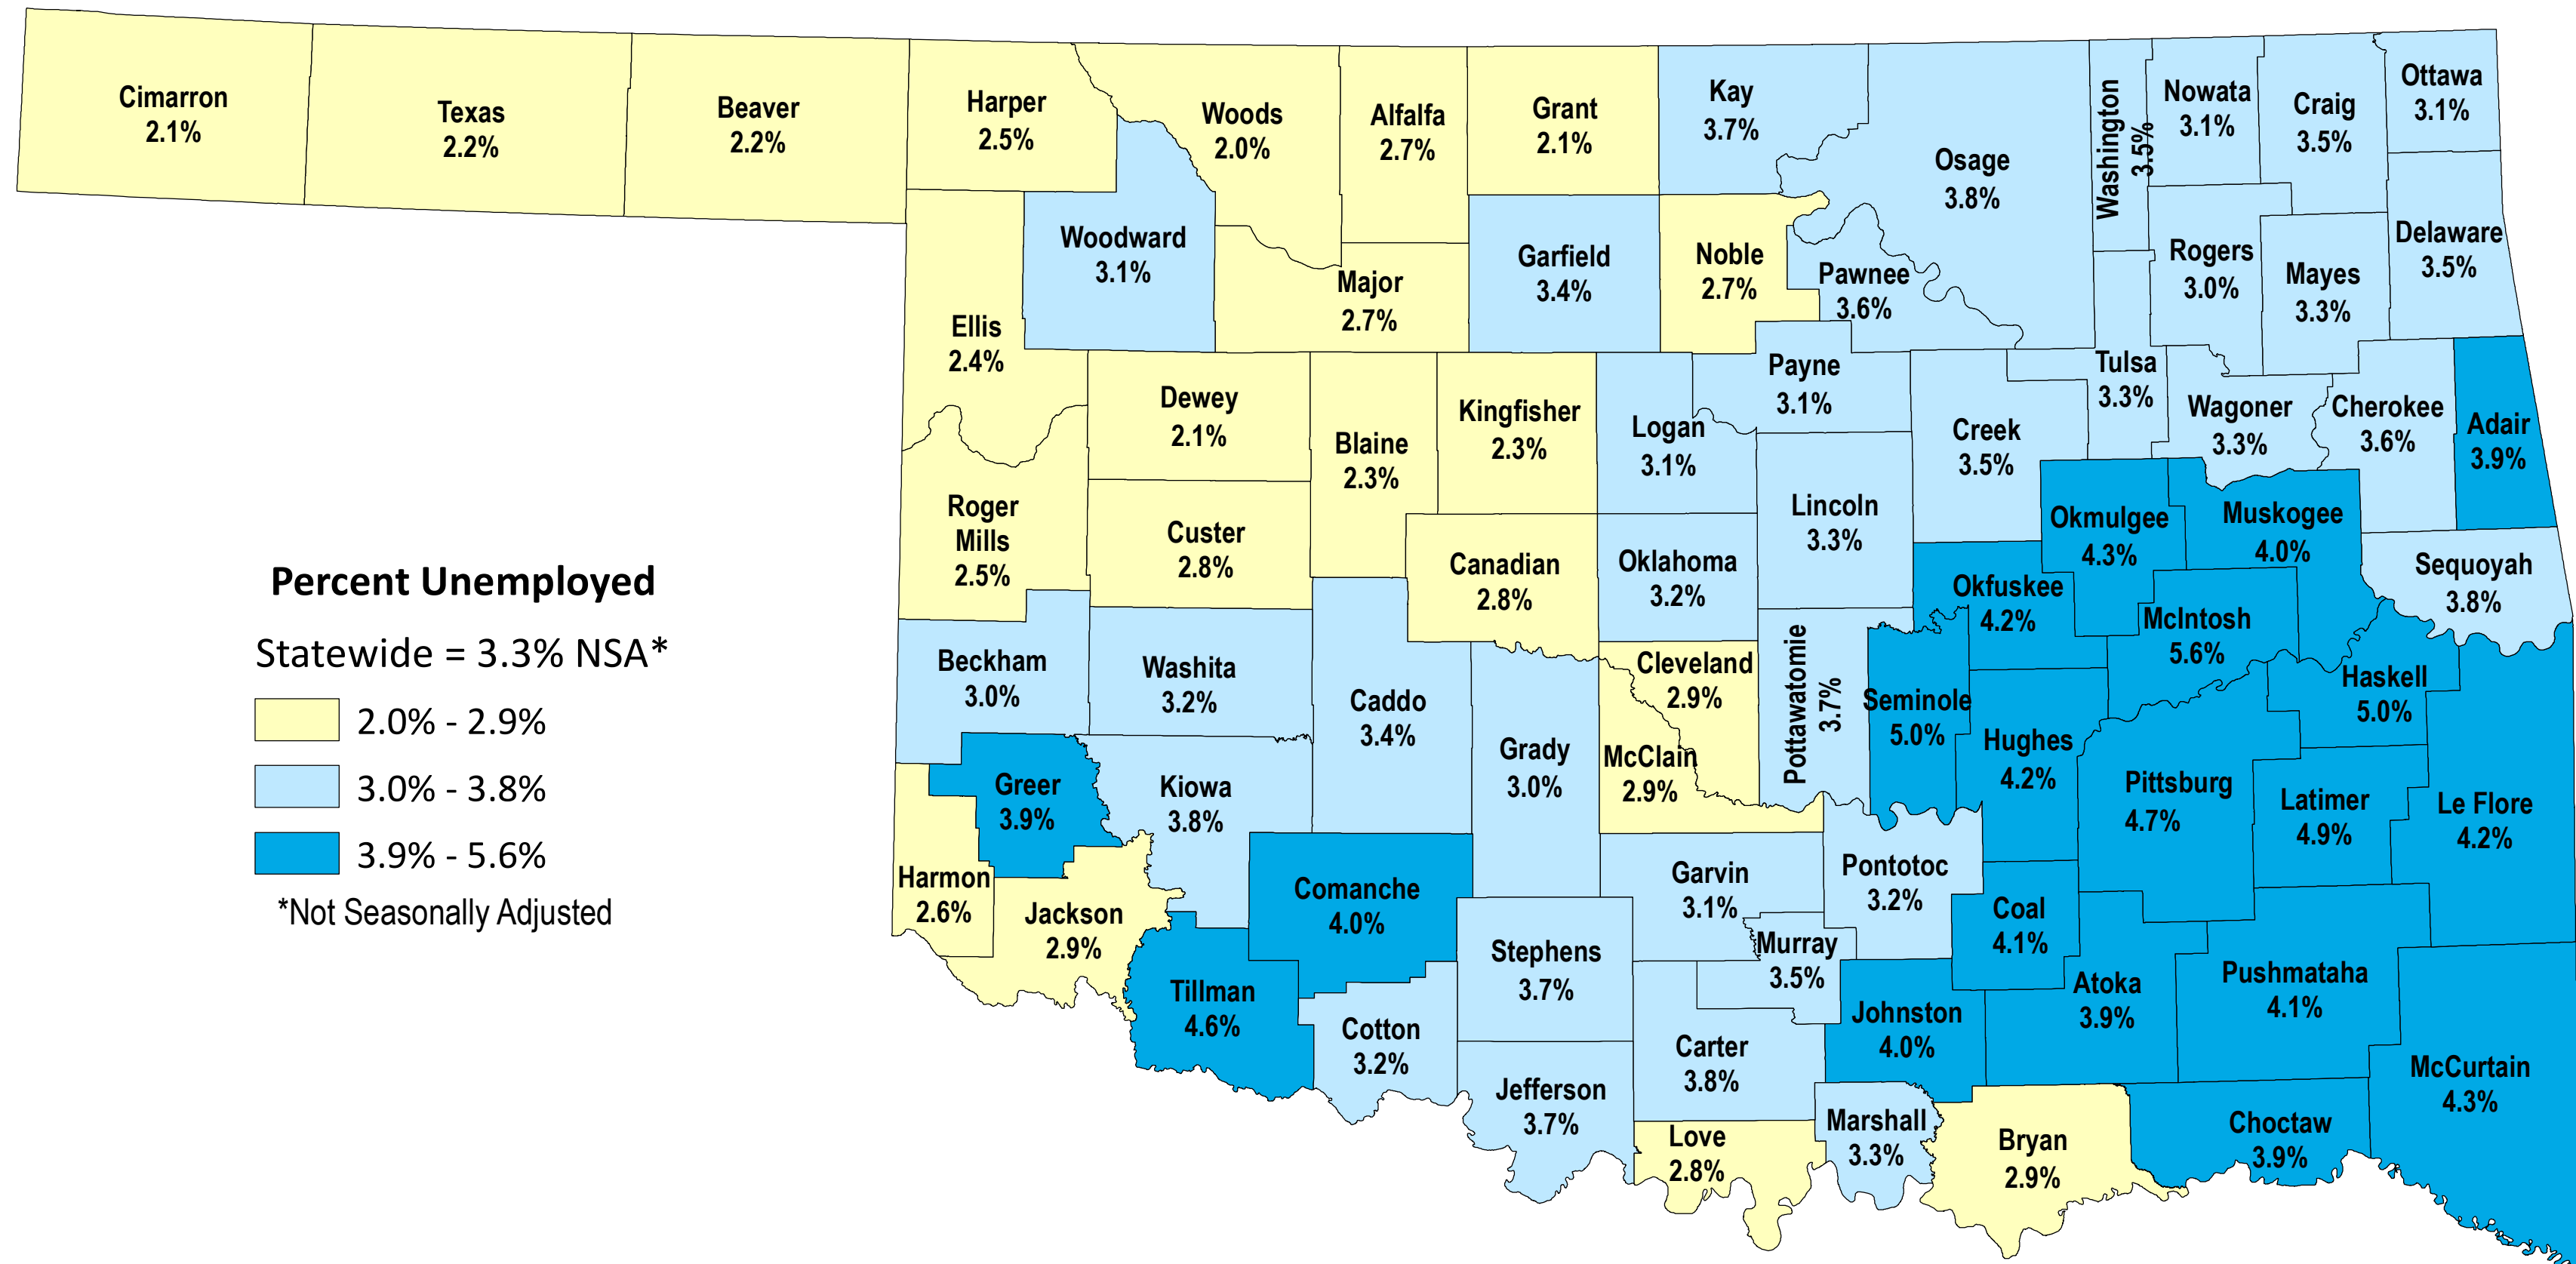 Cimarron
2.1%
Texas
2.2%
Beaver
2.2%
Harper
2.5%
Woods
2.0%
Alfalfa
2.7%
Grant
2.1%
Kay
3.7%
Osage
3.8%
Washington
3.5%
Nowata
3.1%
Craig
3.5%
Ottawa
3.1%
Woodward
3.1%
Major
2.7%
Garfield
3.4%
Noble
2.7%
Pawnee
3.6%
Rogers
3.0%
Mayes
3.3%
Delaware
3.5%
Ellis
2.4%
Dewey
2.1%
Blaine
2.3%
Kingfisher
2.3%
Logan
3.1%
Payne
3.1%
Creek
3.5%
Tulsa
3.3%
Wagoner
3.3%
Cherokee
3.6%
Adair
3.9%
Roger
Mills
2.5%
Custer
2.8%
Canadian
2.8%
Oklahoma
3.2%
Lincoln
3.3%
Okmulgee
4.3%
Muskogee
4.0%
Okfuskee
4.2%
McIntosh
5.6%
Sequoyah
3.8%
Percent Unemployed
Statewide = 3.3% NSA*
2.0% - 2.9%
3.0% - 3.8%
3.9% - 5.6%
*Not Seasonally Adjusted
Beckham
3.0%
Washita
3.2%
Caddo
3.4%
Grady
3.0%
Cleveland
2.9%
McClain
2.9%
Pottawatomie
3.7%
Seminole
5.0%
Hughes
4.2%
Haskell
5.0%
Pittsburg
4.7%
Latimer
4.9%
Le Flore
4.2%
Greer
3.9%
Kiowa
3.8%
Harmon
2.6%
Jackson
2.9%
Comanche
4.0%
Garvin
3.1%
Pontotoc
3.2%
Coal
4.1%
Tillman
4.6%
Stephens
3.7%
Murray
3.5%
Johnston
4.0%
Atoka
3.9%
Pushmataha
4.1%
Cotton
3.2%
Carter
3.8%
McCurtain
4.3%
Jefferson
3.7%
Love
2.8%
Marshall
3.3%
Bryan
2.9%
Choctaw
3.9%